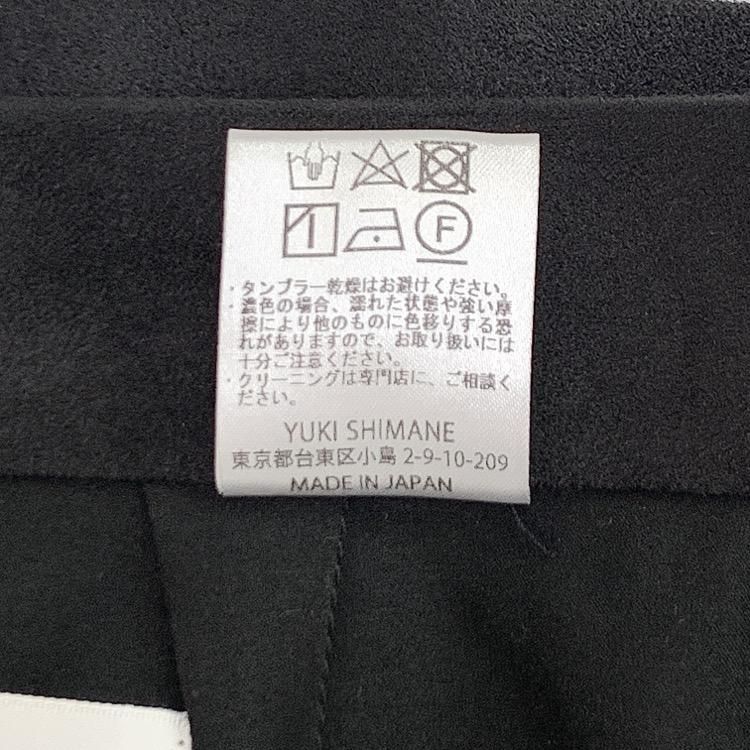 F
・タンブラー乾燥はお避けください。
・濃色の場合、濡れた状態や強い摩
擦により他のものに色移りする恐
れがありますので、お取り扱いには
十分ご注意ください。
・クリーニングは専門店に、ご相談く
ださい。
YUKI SHIMANE
東京都台東区小島 2-9-10-209
MADE IN JAPAN